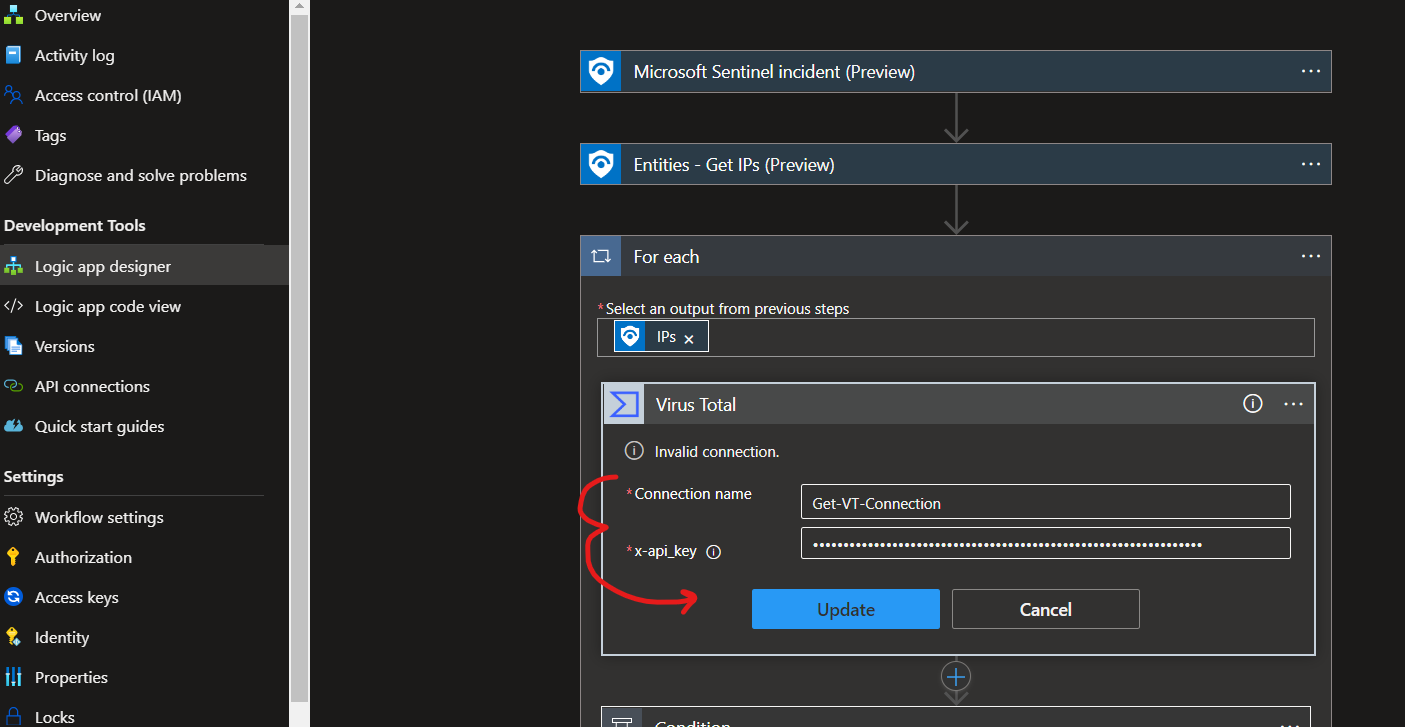 Overview
Activity log
Access control (IAM)
Tags
Diagnose and solve problems
Development Tools
Logic app designer
Logic app code view
Versions
API connections
Quick start guides
Settings
Workflow settings
Authorization
Access keys
Identity
Properties
Locks
Microsoft Sentinel incident (Preview)
Entities - Get IPs (Preview)
For each
*Select an output from previous steps
IPs
Virus Total
Invalid connection.
*Connection name
Get-VT-Connection
*x-api_key
Update
Cancel
Condition